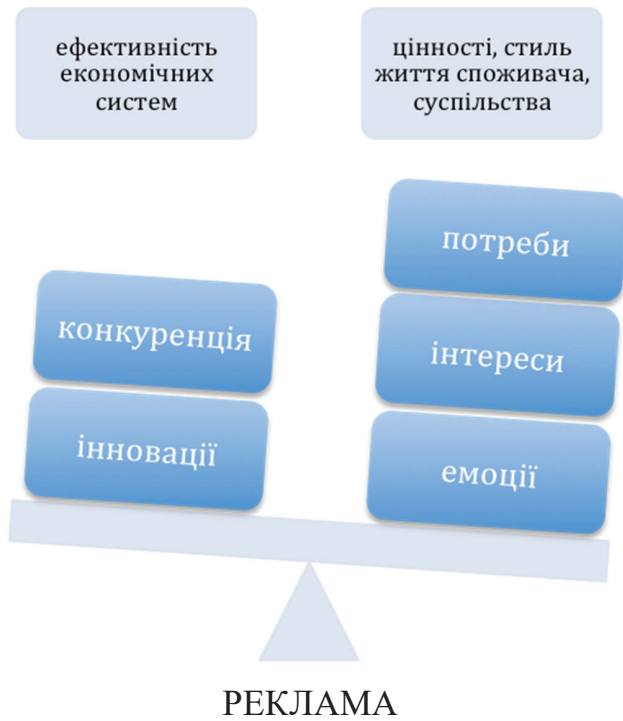 ефективність
економічних
систем
цінності, стиль
життя споживача,
суспільства
потреби
конкуренція
інтереси
інновації
емоції
РЕКЛАМА